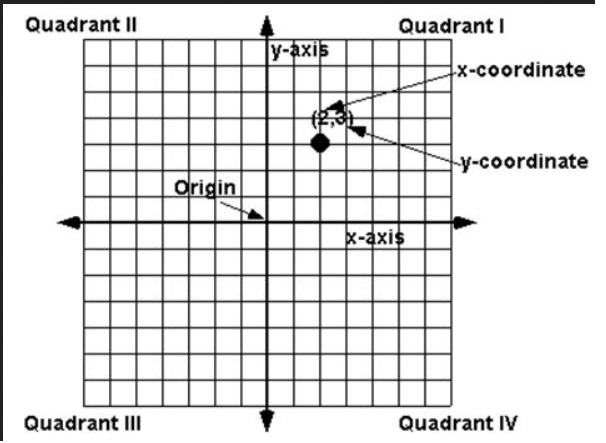 Quadrant II
Quadrant I
y-axis
x-coordinate
(2,3)
y-coordinate
Origin
x-axis
Quadrant III
Quadrant IV